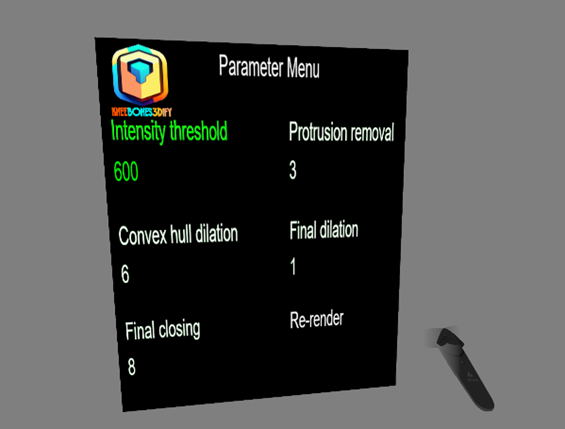 Parameter Menu
KNEEBONES3DIFY
Intensity threshold
600
Protrusion removal
3
Convex hull dilation
6
Final dilation
1
Final closing
8
Re-render